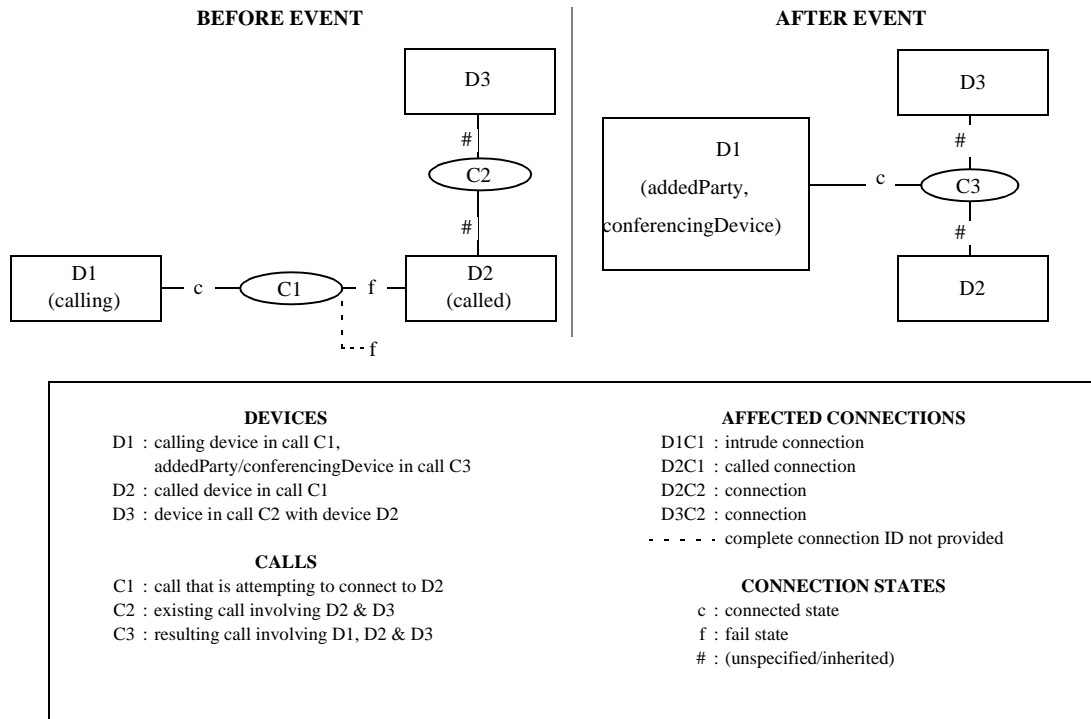 BEFORE EVENT
AFTER EVENT
D3
#
C2
#
D1
(calling)
c
C1
f
D2
(called)
f
D3
#
D1
(addedParty,
conferencingDevice)
c
C3
#
D2
DEVICES
D1 : calling device in call C1,
addedParty/conferencingDevice in call C3
D2 : called device in call C1
D3 : device in call C2 with device D2
CALLS
C1 : call that is attempting to connect to D2
C2 : existing call involving D2 & D3
C3 : resulting call involving D1, D2 & D3
AFFECTED CONNECTIONS
D1C1 : intrude connection
D2C1 : called connection
D2C2 : connection
D3C2 : connection
- - - - - : complete connection ID not provided
CONNECTION STATES
c : connected state
f : fail state
# : (unspecified/inherited)